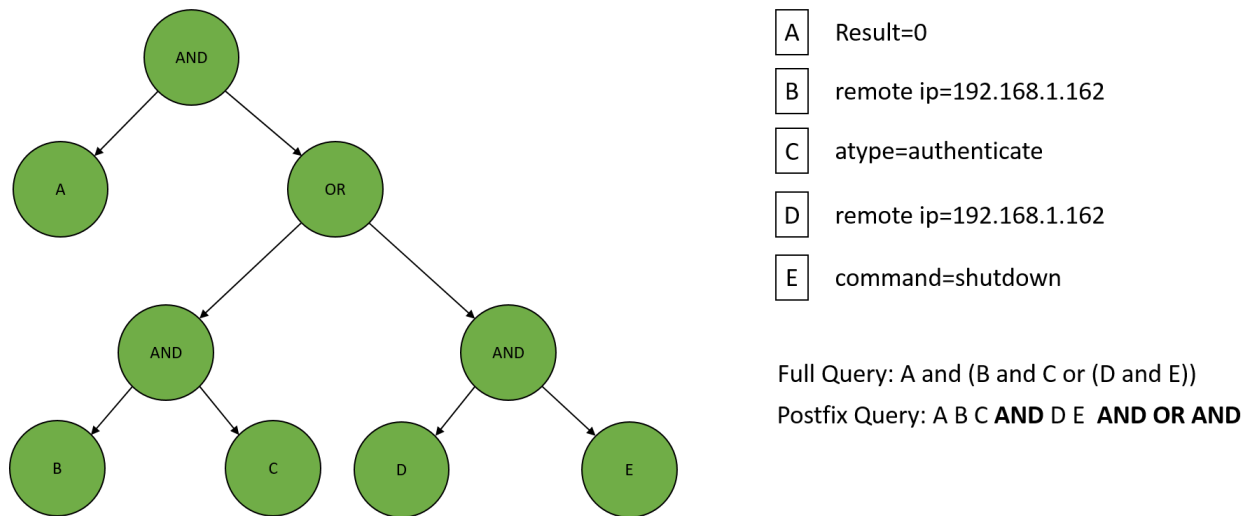 AND
A
OR
AND
AND
B
C
D
E
A Result=0
B remote ip=192.168.1.162
C atype=authenticate
D remote ip=192.168.1.162
E command=shutdown
Full Query: A and (B and C or (D and E))
Postfix Query: A B C AND D E AND OR AND